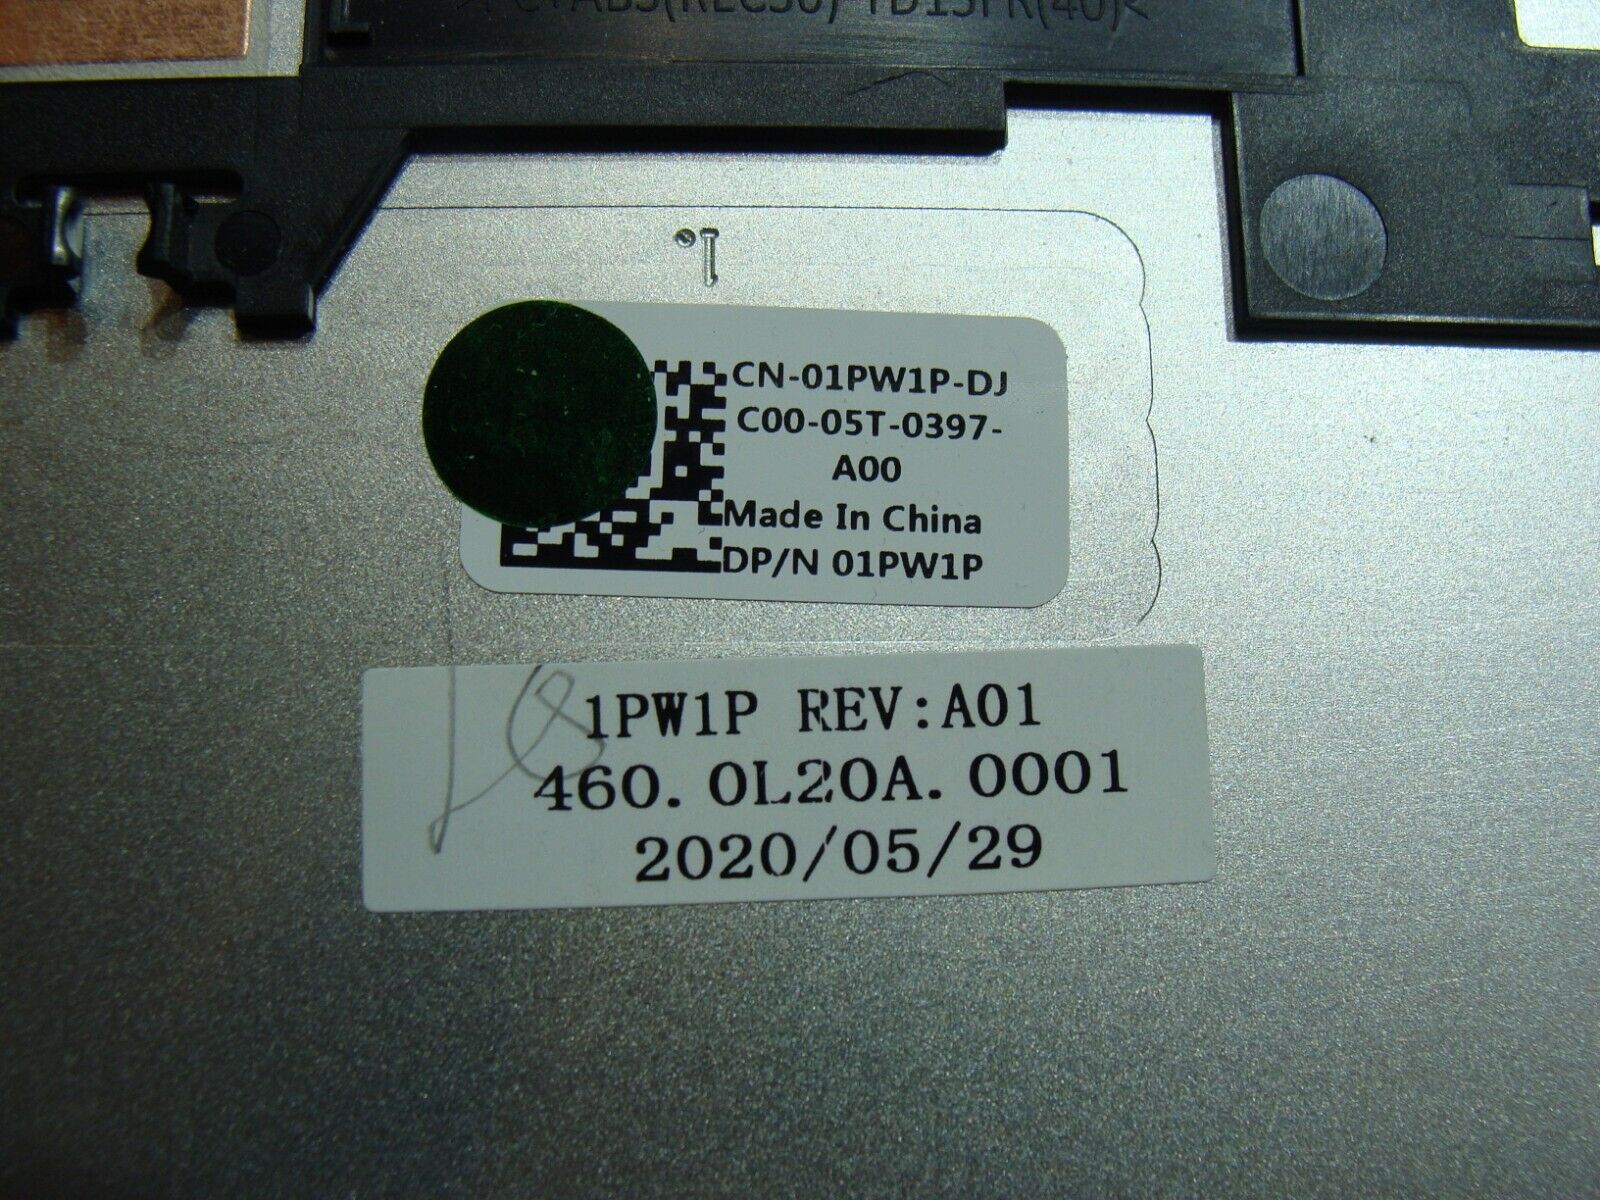 CN-01PW1P-DJ
C00-05T-0397-
A00
Made In China
DP/N 01PW1P
1PW1P REV:A01
460.0L20A.0001
2020/05/29